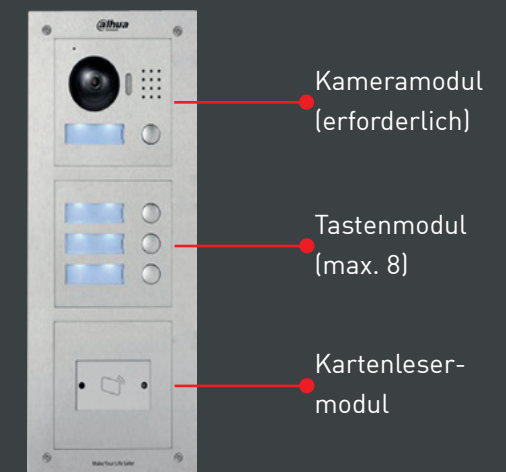 alhua
Kameramodul
(erforderlich)
Tastenmodul
(max. 8)
Kartenleser-
modul
Make Your Life Safer